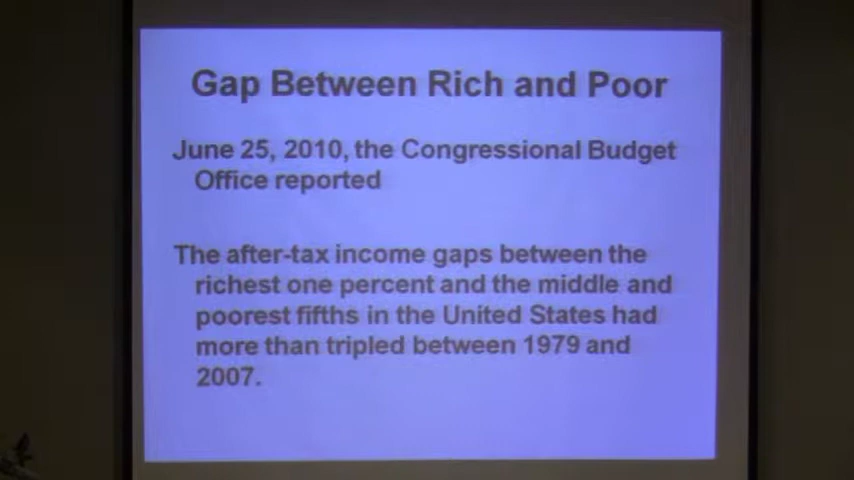 Gap Between Rich and Poor
June 25, 2010, the Congressional Budget
Office reported
The after-tax income gaps between the
richest one percent and the middle and
poorest fifths in the United States had
more than tripled between 1979 and
2007.